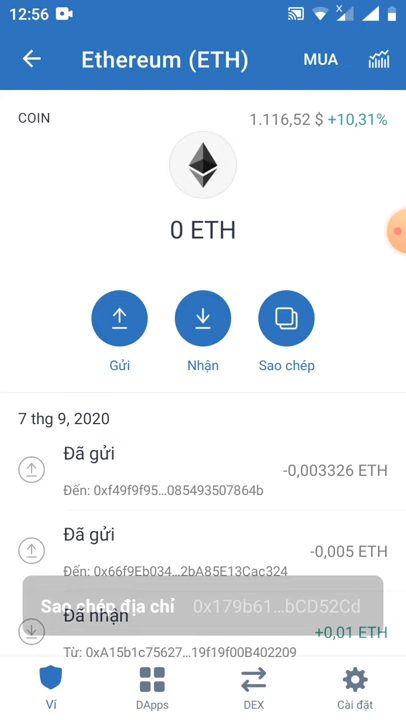 12:56
Ethereum (ETH)
MUA
COIN
1.116,52 $ +10,31%
0 ETH
Gửi
Nhận
Sao chép
7 thg 9, 2020
Đã gửi
-0,003326 ETH
Đến: 0xf49f9f95...085493507864b
Đã gửi
-0,005 ETH
Đến: 0x66f9Eb034...2bA85E13Cac324
Sao chép địa chỉ 0x179b61...bCD52Cd
Đã nhận
+0,01 ETH
Từ: 0xA15b1c75627...19f19f00B402209
Ví
DApps
DEX
Cài đặt